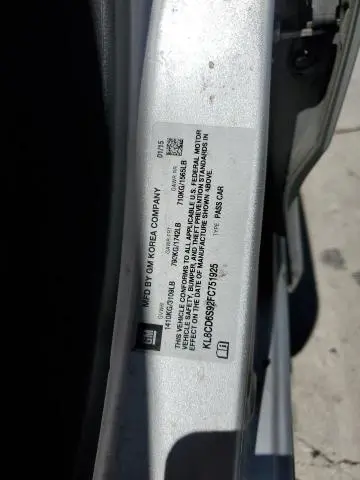 MFD BY GM KOREA COMPANY 01/15
GVWR GAWR FRT GAWR RR
1410KG/3109LB 790KG/1742LB 710KG/1565LB
THIS VEHICLE CONFORMS TO ALL APPLICABLE U.S. FEDERAL MOTOR
VEHICLE SAFETY, BUMPER, AND THEFT PREVENTION STANDARDS IN
EFFECT ON THE DATE OF MANUFACTURE SHOWN ABOVE.
KL8CD6S92FC751925 TYPE PASS CAR
GM